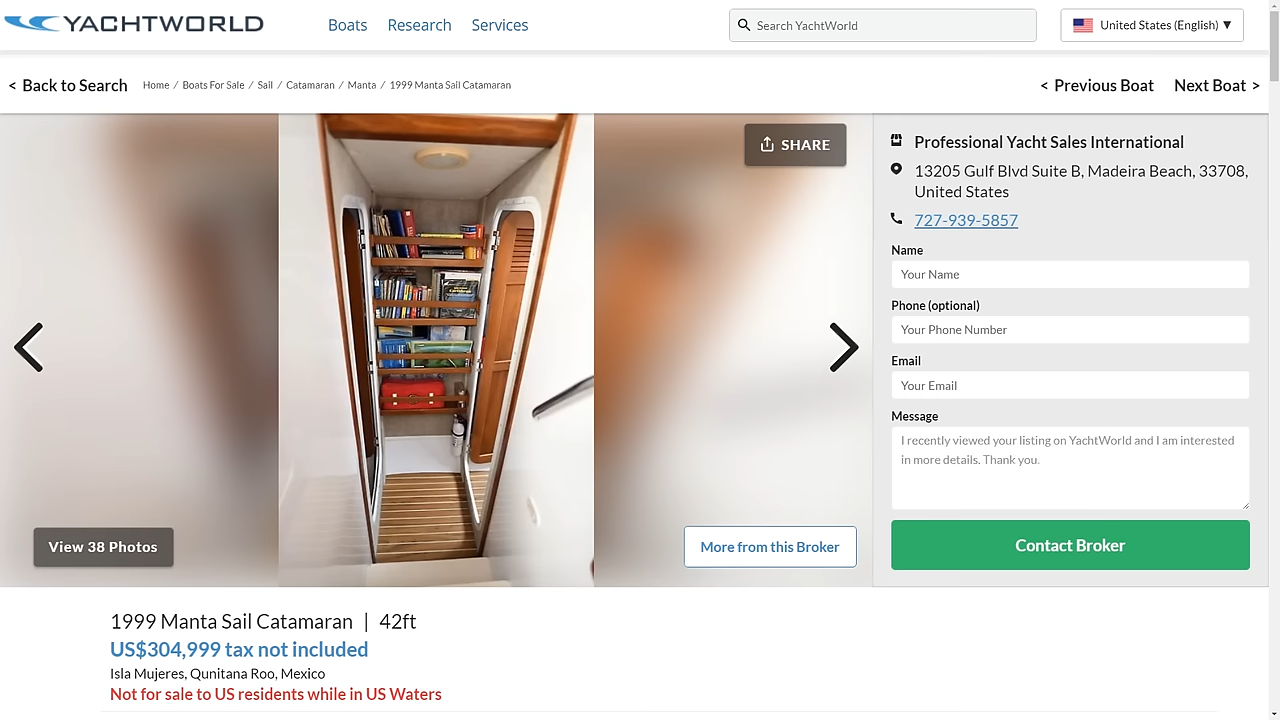 YACHTWORLD
Boats
Research
Services
Search YachtWorld
United States (English) ▼
< Back to Search
Home / Boats For Sale / Sail / Catamaran / Manta / 1999 Manta Sail Catamaran
< Previous Boat
Next Boat >
SHARE
View 38 Photos
More from this Broker
Professional Yacht Sales International
13205 Gulf Blvd Suite B, Madeira Beach, 33708,
United States
727-939-5857
Name
Your Name
Phone (optional)
Your Phone Number
Email
Your Email
Message
I recently viewed your listing on YachtWorld and I am interested
in more details. Thank you.
Contact Broker
1999 Manta Sail Catamaran | 42ft
US$304,999 tax not included
Isla Mujeres, Qunitana Roo, Mexico
Not for sale to US residents while in US Waters